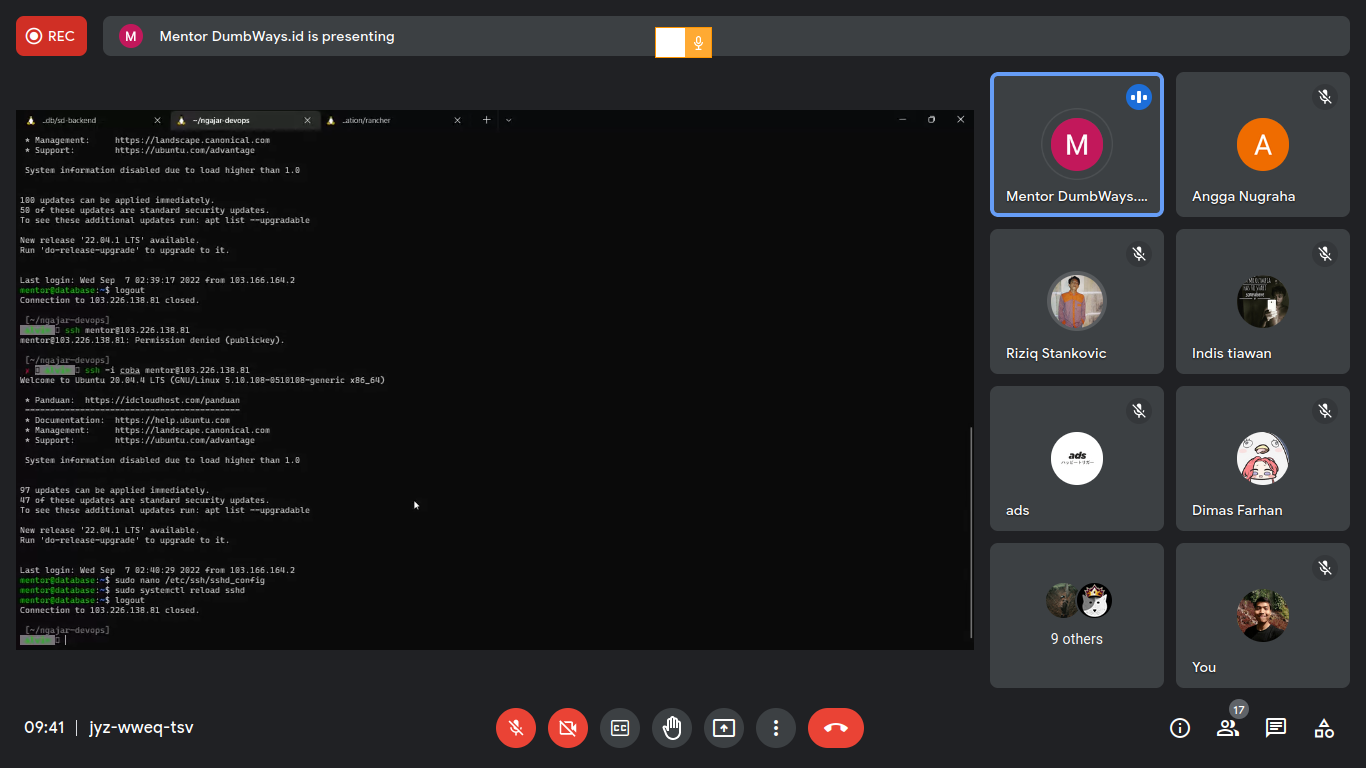 REC
M
Mentor DumbWays.id is presenting
_db/sd-backend
~/ngajar-devops
_ation/rancher
* Management: https://landscape.canonical.com
* Support: https://ubuntu.com/advantage
System information disabled due to load higher than 1.0
100 updates can be applied immediately.
50 of these updates are standard security updates.
To see these additional updates run: apt list --upgradable
New release '22.04.1 LTS' available.
Run 'do-release-upgrade' to upgrade to it.
Last login: Wed Sep 7 02:39:17 2022 from 103.166.164.2
mentor@database:~$ logout
Connection to 103.226.138.81 closed.
[~/ngajar-devops]
ssh mentor@103.226.138.81
mentor@103.226.138.81: Permission denied (publickey).
[~/ngajar-devops]
ssh -i coba mentor@103.226.138.81
Welcome to Ubuntu 20.04.4 LTS (GNU/Linux 5.10.108-0510108-generic x86_64)
* Panduan: https://idcloudhost.com/panduan
-------------------------------------------
* Documentation: https://help.ubuntu.com
* Management: https://landscape.canonical.com
* Support: https://ubuntu.com/advantage
System information disabled due to load higher than 1.0
97 updates can be applied immediately.
47 of these updates are standard security updates.
To see these additional updates run: apt list --upgradable
New release '22.04.1 LTS' available.
Run 'do-release-upgrade' to upgrade to it.
Last login: Wed Sep 7 02:40:29 2022 from 103.166.164.2
mentor@database:~$ sudo nano /etc/ssh/sshd_config
mentor@database:~$ sudo systemctl reload sshd
mentor@database:~$ logout
Connection to 103.226.138.81 closed.
[~/ngajar-devops]
M
Mentor DumbWays....
A
Angga Nugraha
Riziq Stankovic
Indis tiawan
ads
ハッピートリガー
ads
Dimas Farhan
9 others
You
09:41 | jyz-wweq-tsv
CC
17